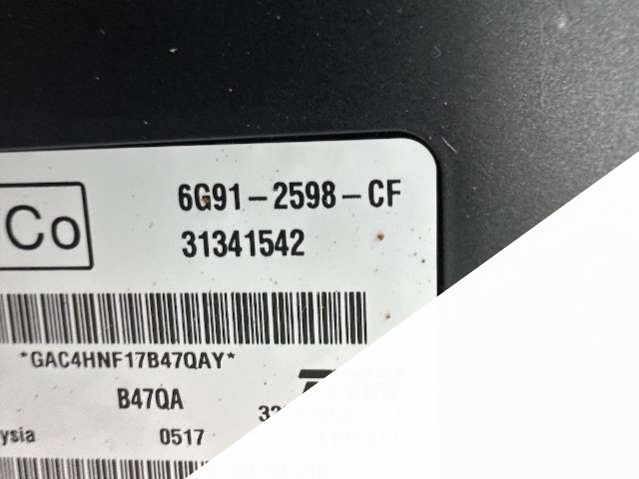 6G91-2598-CF
Co
31341542
*GAC4HNF17B47QAY*
B47QA
ysia 0517